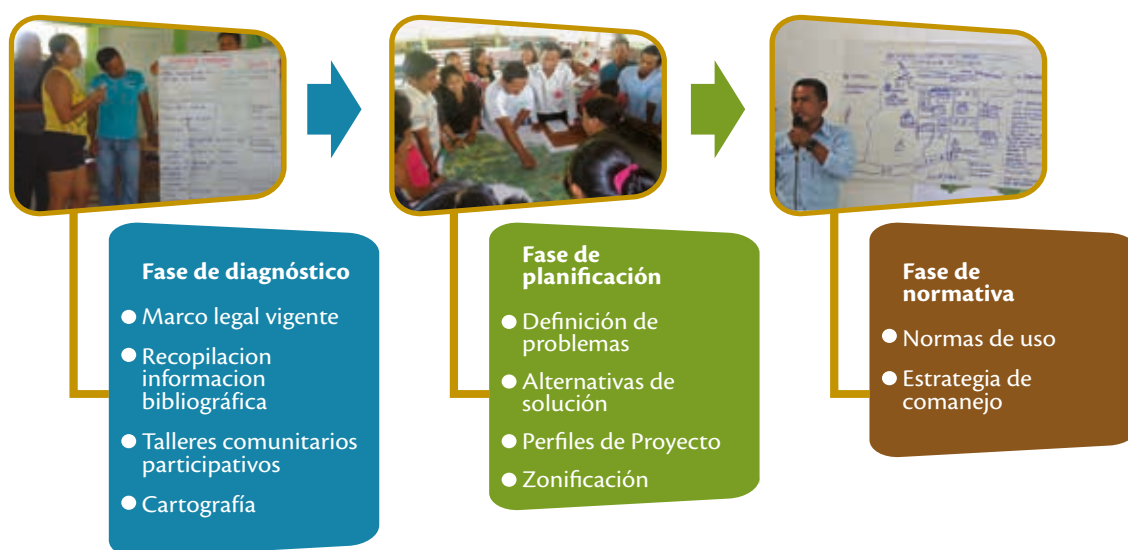 Fase de diagnóstico
Marco legal vigente
Recopilacion
informacion
bibliográfica
Talleres comunitarios
participativos
Cartografía
Fase de
planificación
Definición de
problemas
Alternativas de
solución
Perfiles de Proyecto
Zonificación
Fase de
normativa
Normas de uso
Estrategia de
comanejo